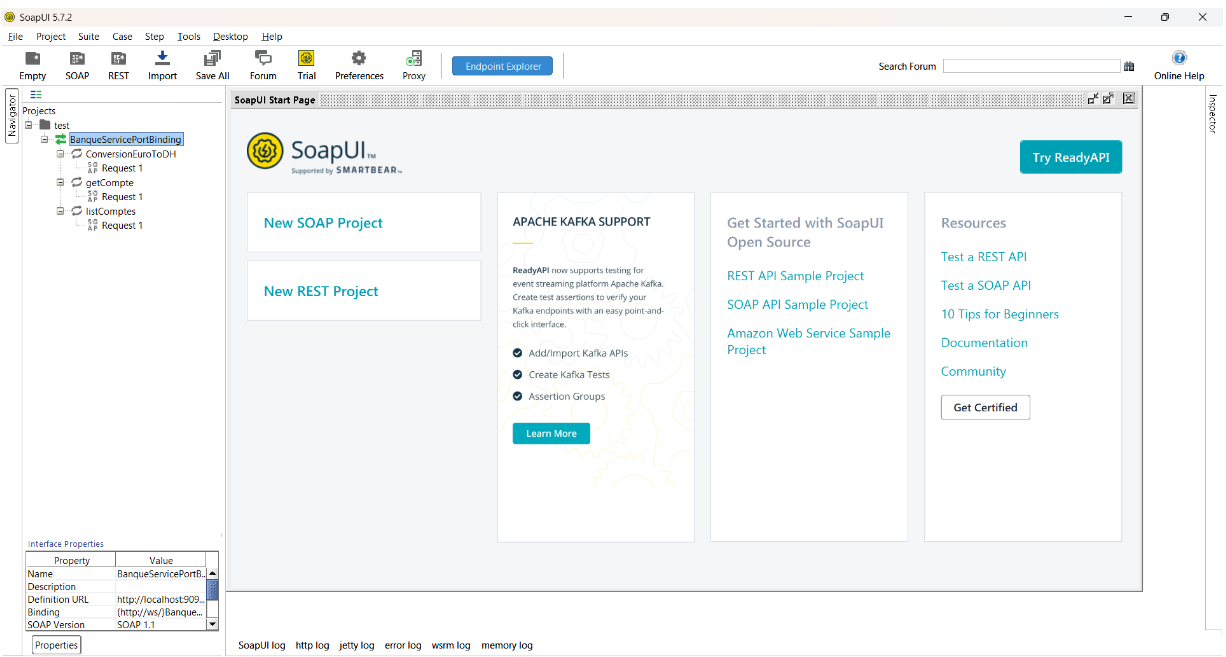 SoapUI 5.7.2
File Project Suite Case Step Tools Desktop Help
Empty SOAP REST Import Save All Forum Trial Preferences Proxy Endpoint Explorer Search Forum Online Help
Navigator
Inspector
Projects
test
BanqueServicePortBinding
ConversionEuroToDH
Request 1
getCompte
Request 1
listComptes
Request 1
SoapUI Start Page
SoapUI™
Supported by SMARTBEAR™
Try ReadyAPI
New SOAP Project
New REST Project
APACHE KAFKA SUPPORT
ReadyAPI now supports testing for
event streaming platform Apache Kafka.
Create test assertions to verify your
Kafka endpoints with an easy point-and-
click interface.
Add/Import Kafka APIs
Create Kafka Tests
Assertion Groups
Learn More
Get Started with SoapUI
Open Source
REST API Sample Project
SOAP API Sample Project
Amazon Web Service Sample
Project
Resources
Test a REST API
Test a SOAP API
10 Tips for Beginners
Documentation
Community
Get Certified
Interface Properties
Property Value
Name BanqueServicePortB...
Description
Definition URL http://localhost:909...
Binding {http://ws/}Banque...
SOAP Version SOAP 1.1
Properties
SoapUI log http log jetty log error log wsrm log memory log